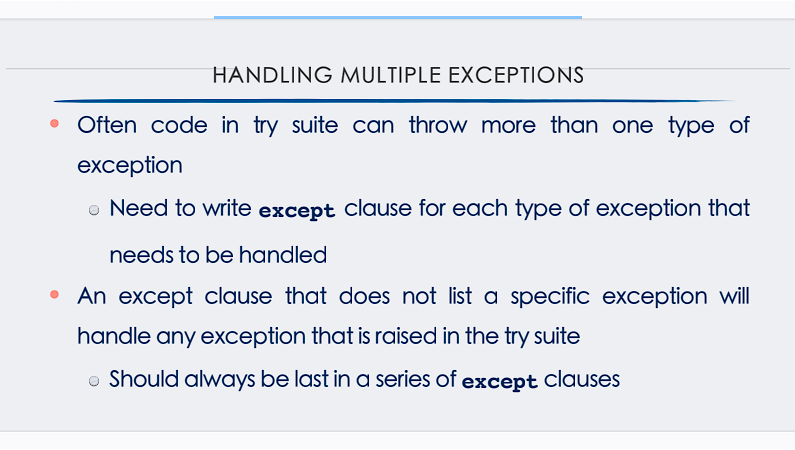 HANDLING MULTIPLE EXCEPTIONS
Often code in try suite can throw more than one type of
exception
Need to write except clause for each type of exception that
needs to be handled
An except clause that does not list a specific exception will
handle any exception that is raised in the try suite
Should always be last in a series of except clauses